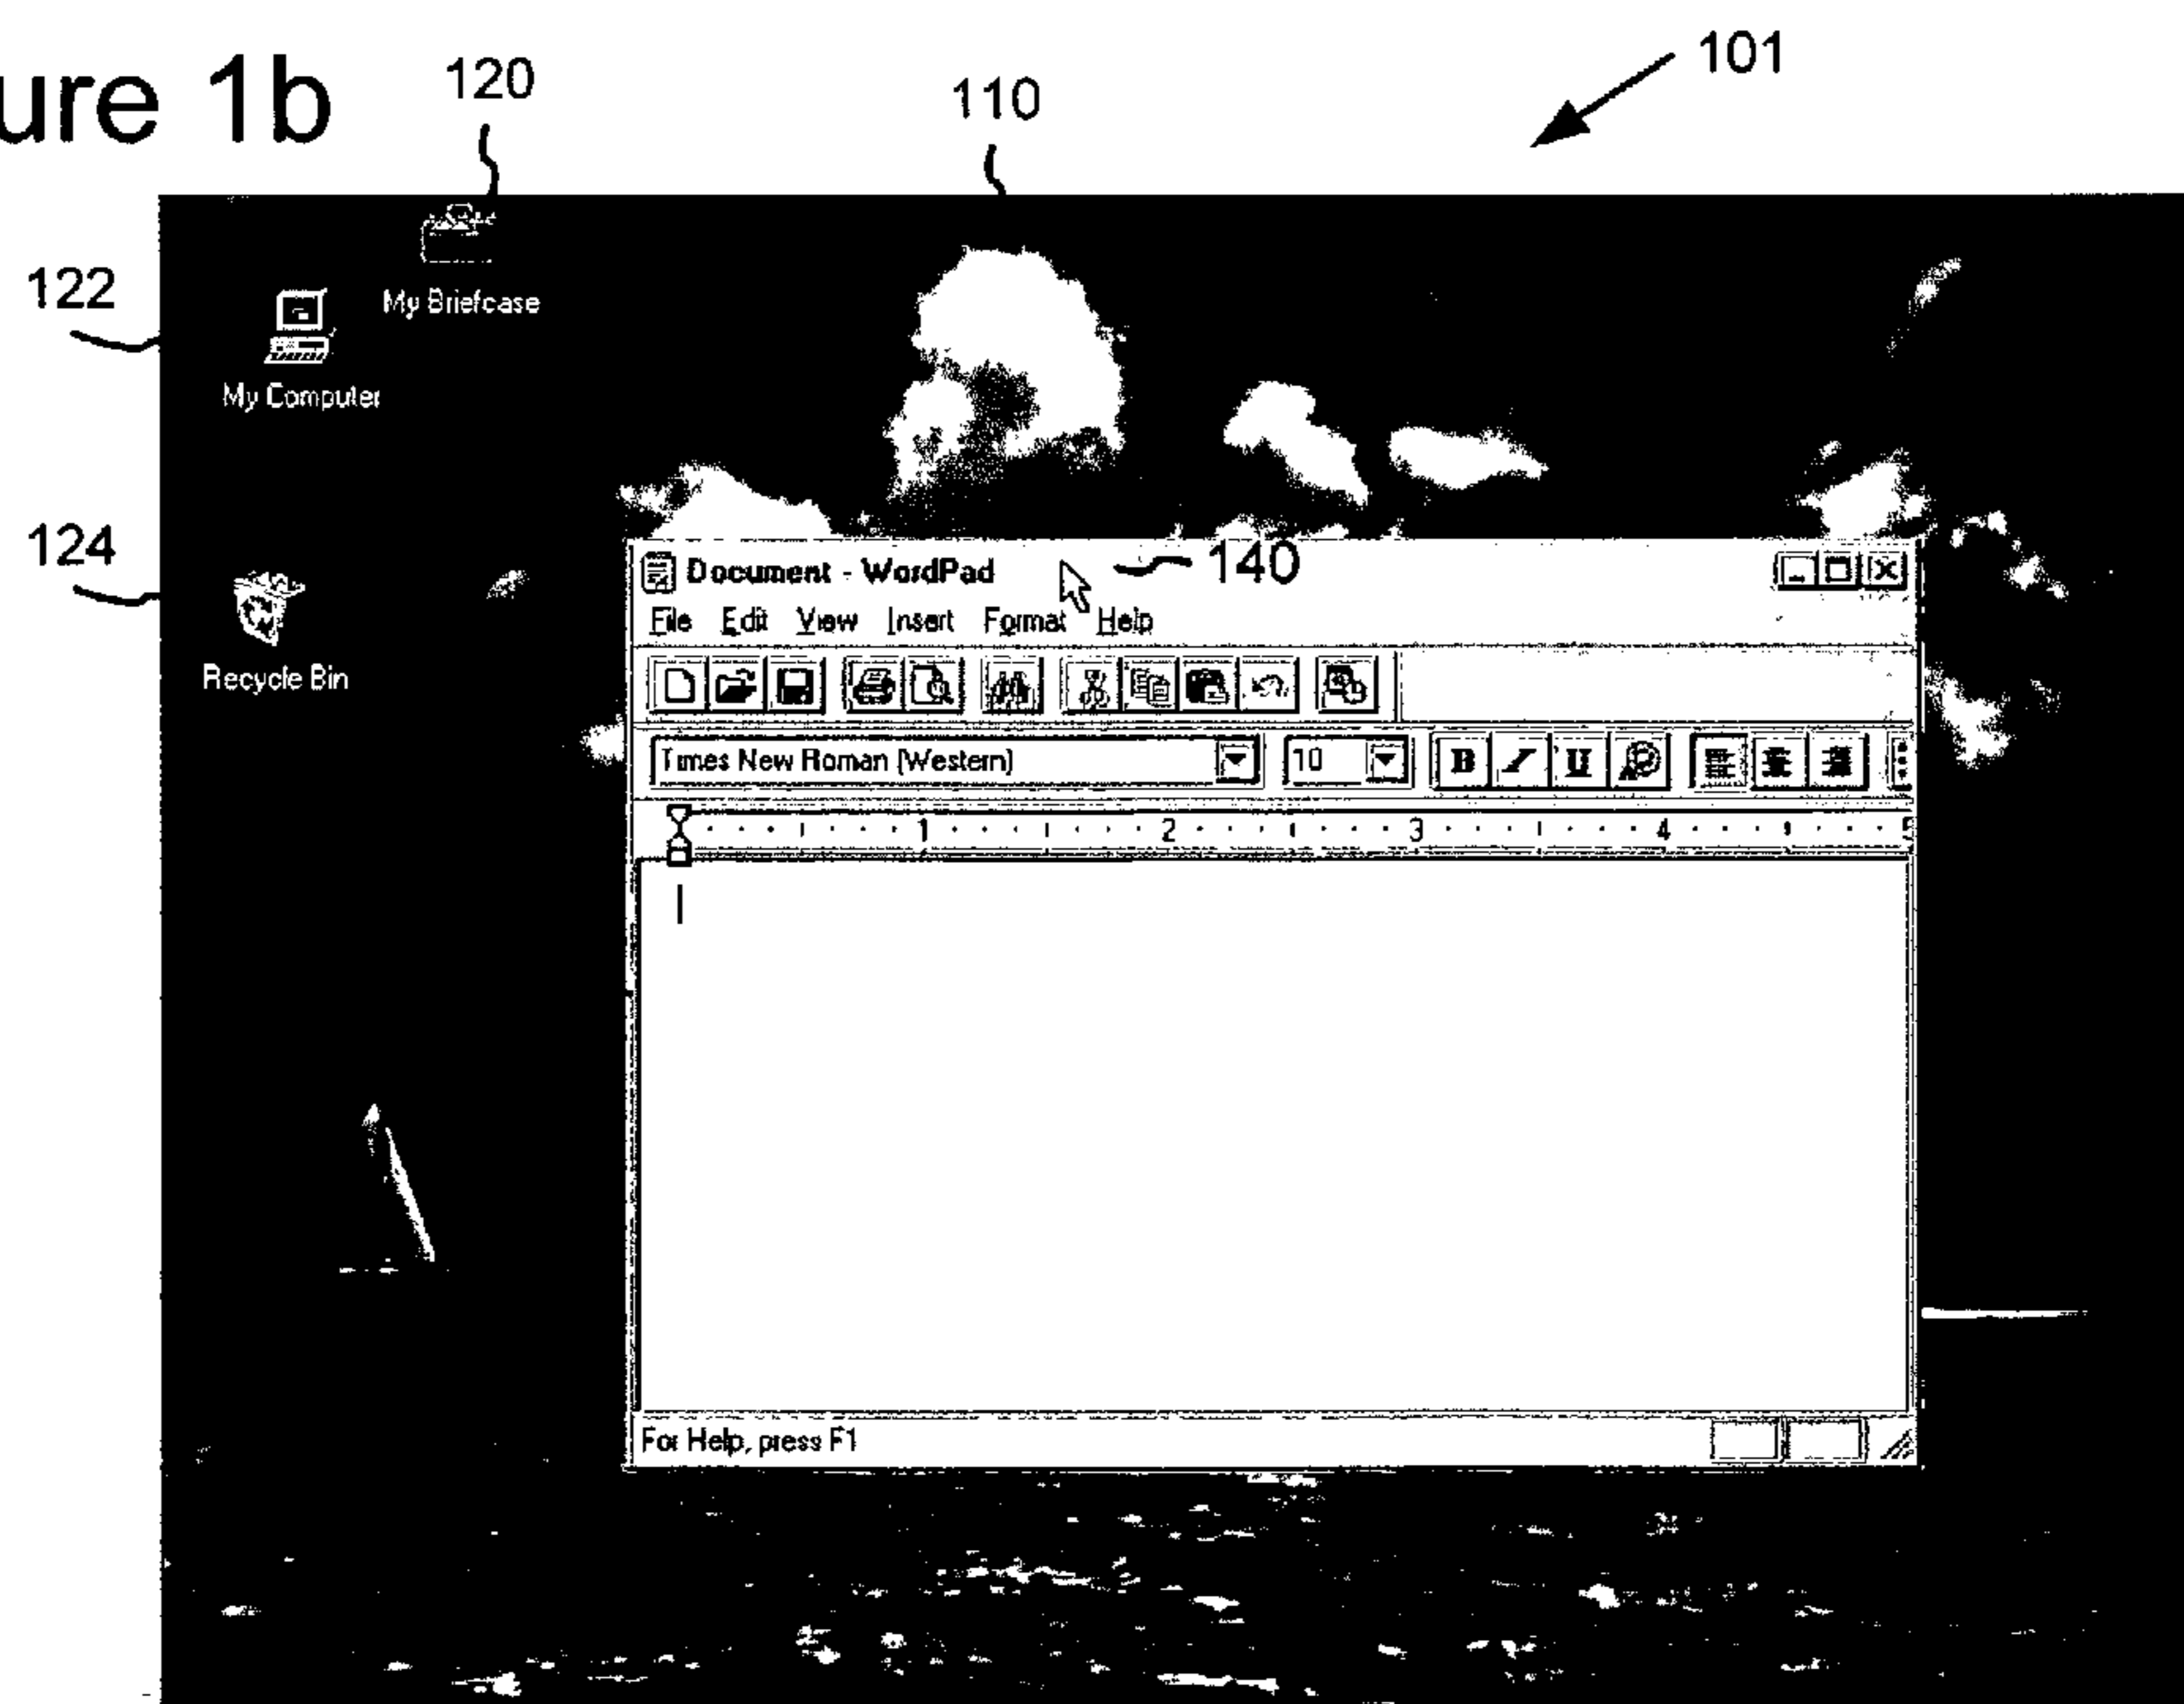 ure 1b
120
110
101
122
My Briefcase
My Computer
124
Document - WordPad
140
File Edit View Insert Format Help
Recycle Bin
Times New Roman (Western) 10 B I U
1 2 3 4
For Help, press F1